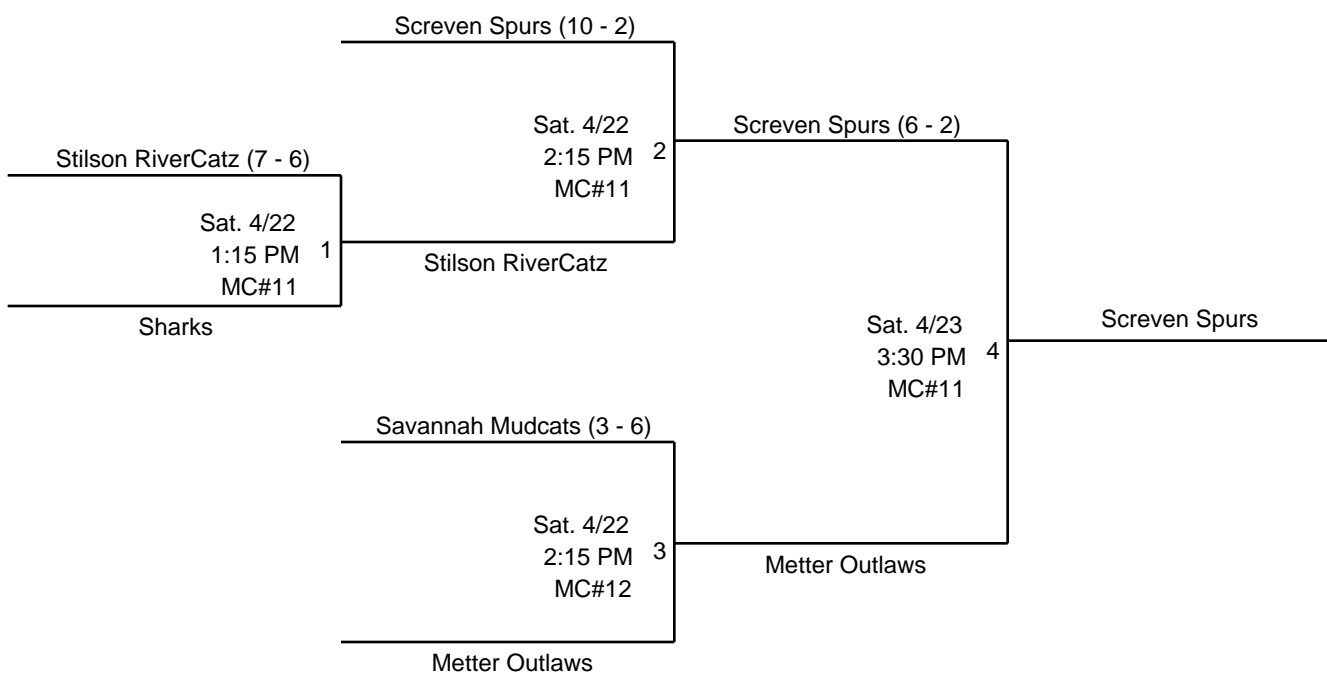 Screven Spurs (10 - 2)
Sat. 4/22
2:15 PM
MC#11
2
Screven Spurs (6 - 2)
Stilson RiverCatz (7 - 6)
Sat. 4/22
1:15 PM
MC#11
1
Stilson RiverCatz
Sharks
Sat. 4/23
3:30 PM
MC#11
4
Screven Spurs
Savannah Mudcats (3 - 6)
Sat. 4/22
2:15 PM
MC#12
3
Metter Outlaws
Metter Outlaws